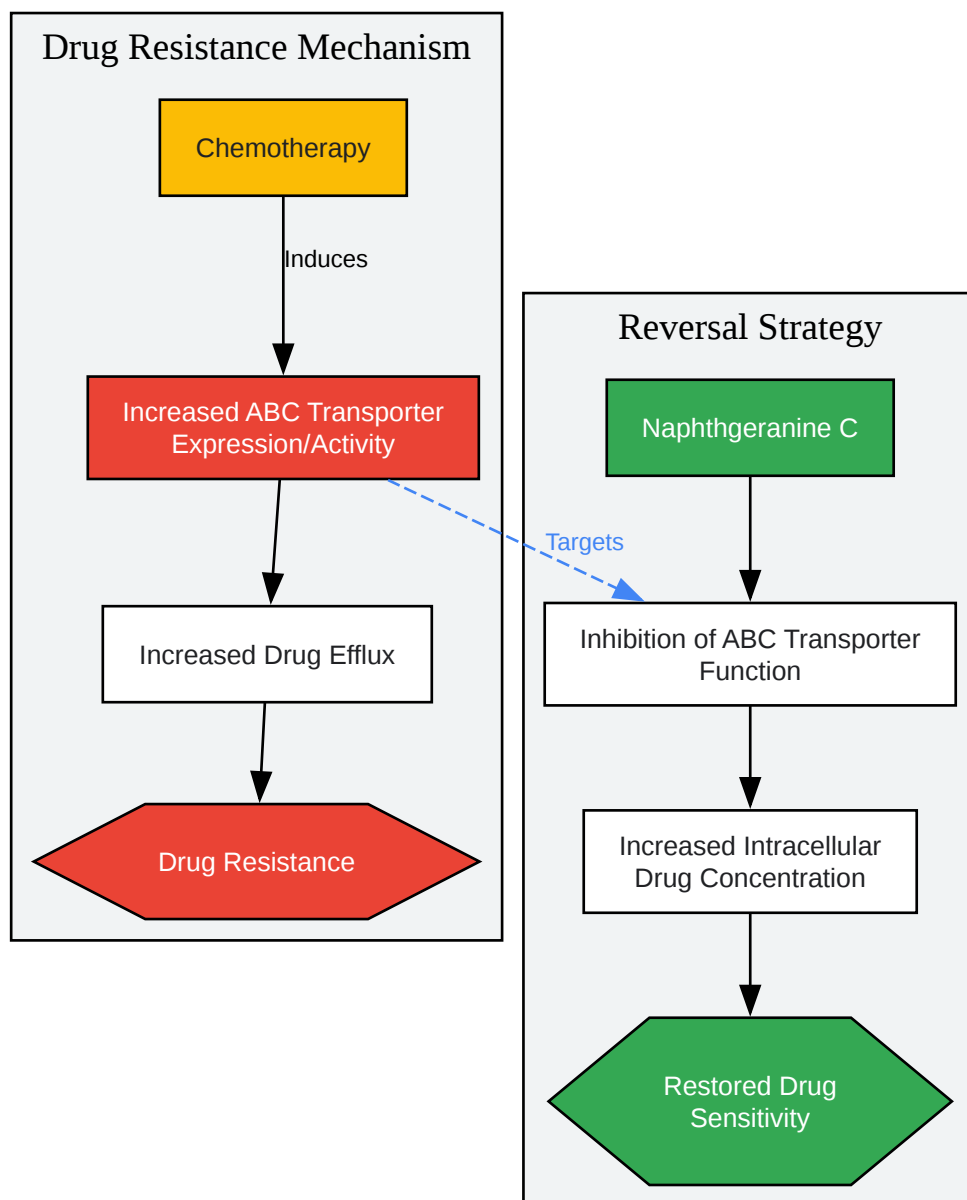 Drug Resistance Mechanism
Chemotherapy
Induces
Increased ABC Transporter
Expression/Activity
Increased Drug Efflux
Drug Resistance
Targets
Reversal Strategy
Naphthgeranine C
Inhibition of ABC Transporter
Function
Increased Intracellular
Drug Concentration
Restored Drug
Sensitivity